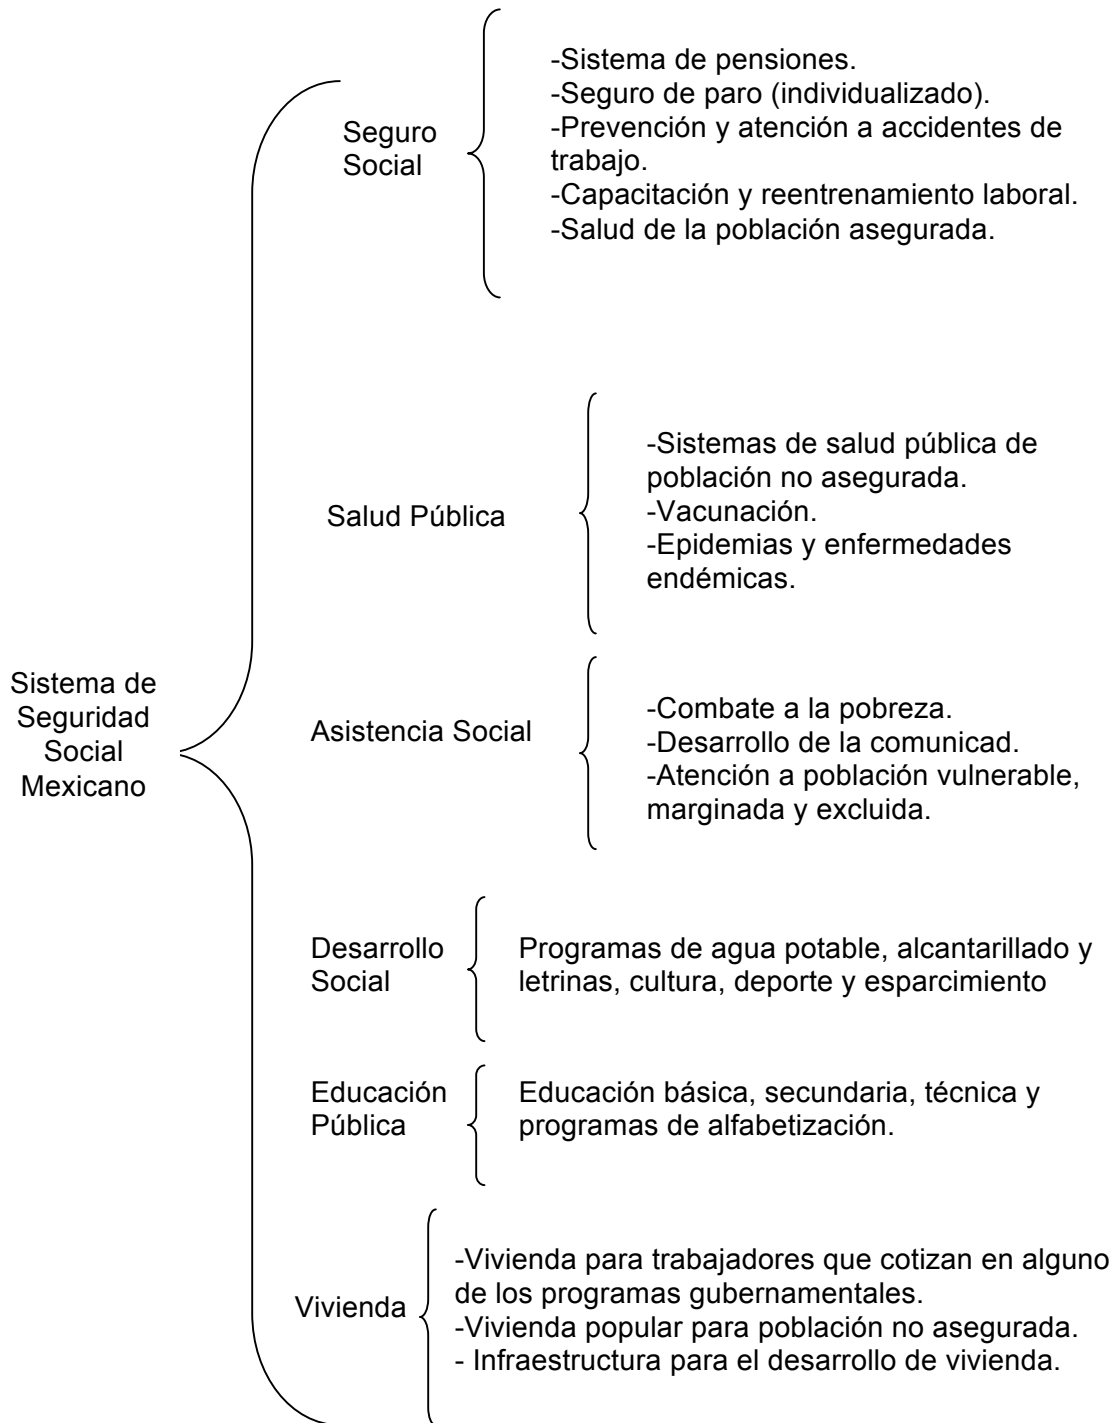 Sistema de
Seguridad
Social
Mexicano
Seguro
Social
-Sistema de pensiones.
-Seguro de paro (individualizado).
-Prevención y atención a accidentes de
trabajo.
-Capacitación y reentrenamiento laboral.
-Salud de la población asegurada.
Salud Pública
-Sistemas de salud pública de
población no asegurada.
-Vacunación.
-Epidemias y enfermedades
endémicas.
Asistencia Social
-Combate a la pobreza.
-Desarrollo de la comunicad.
-Atención a población vulnerable,
marginada y excluida.
Desarrollo
Social
Programas de agua potable, alcantarillado y
letrinas, cultura, deporte y esparcimiento
Educación
Pública
Educación básica, secundaria, técnica y
programas de alfabetización.
Vivienda
-Vivienda para trabajadores que cotizan en alguno
de los programas gubernamentales.
-Vivienda popular para población no asegurada.
- Infraestructura para el desarrollo de vivienda.